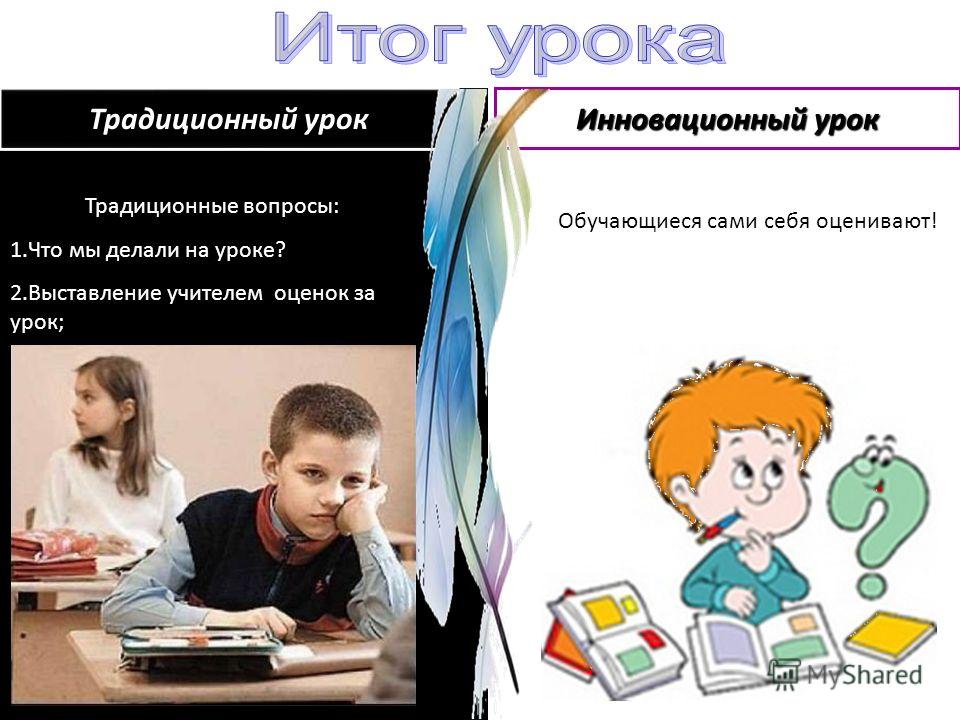 Итог урока
Традиционный урок
Традиционные вопросы:
1.Что мы делали на уроке?
2.Выставление учителем оценок за
урок;
Инновационный урок
Обучающиеся сами себя оценивают!
MyShared